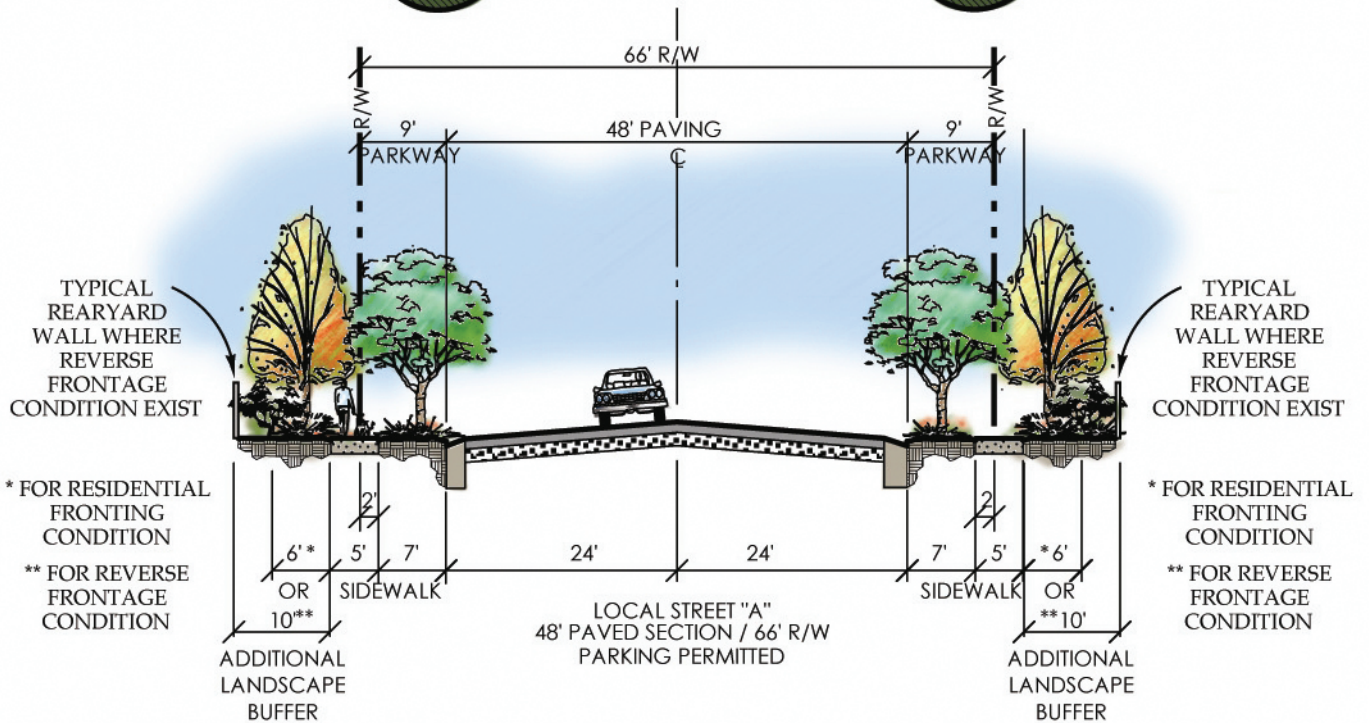 66' R/W
R/W
R/W
9'
48' PAVING
9'
PARKWAY
℄
PARKWAY
TYPICAL
REARYARD
WALL WHERE
REVERSE
FRONTAGE
CONDITION EXIST
TYPICAL
REARYARD
WALL WHERE
REVERSE
FRONTAGE
CONDITION EXIST
* FOR RESIDENTIAL
FRONTING
CONDITION
** FOR REVERSE
FRONTAGE
CONDITION
2'
2
* FOR RESIDENTIAL
FRONTING
CONDITION
** FOR REVERSE
FRONTAGE
CONDITION
6' *
5'
7'
24'
24'
7'
5'
* 6'
OR
SIDEWALK
SIDEWALK
OR
10'**
** 10'
LOCAL STREET "A"
48' PAVED SECTION / 66' R/W
PARKING PERMITTED
ADDITIONAL
LANDSCAPE
BUFFER
ADDITIONAL
LANDSCAPE
BUFFER